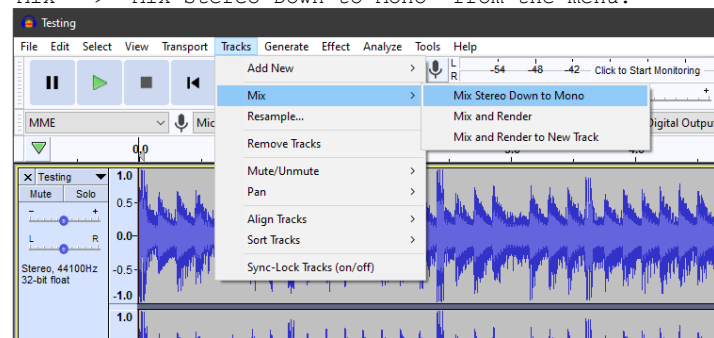 Mix --> Mix Stereo Down to Mono from the menu.
Testing
File Edit Select View Transport Tracks Generate Effect Analyze Tools Help
L
R
-54 -48 -42 Click to Start Monitoring
Add New
Mix
Resample...
Remove Tracks
Mute/Unmute
Pan
Align Tracks
Sort Tracks
Sync-Lock Tracks (on/off)
Mix Stereo Down to Mono
Mix and Render
Mix and Render to New Track
MME
Mic
Digital Outpu
0,0
X Testing
Mute Solo
- +
L R
Stereo, 44100Hz
32-bit float
1.0
0.5-
0.0-
-0.5-
-1.0
1.0